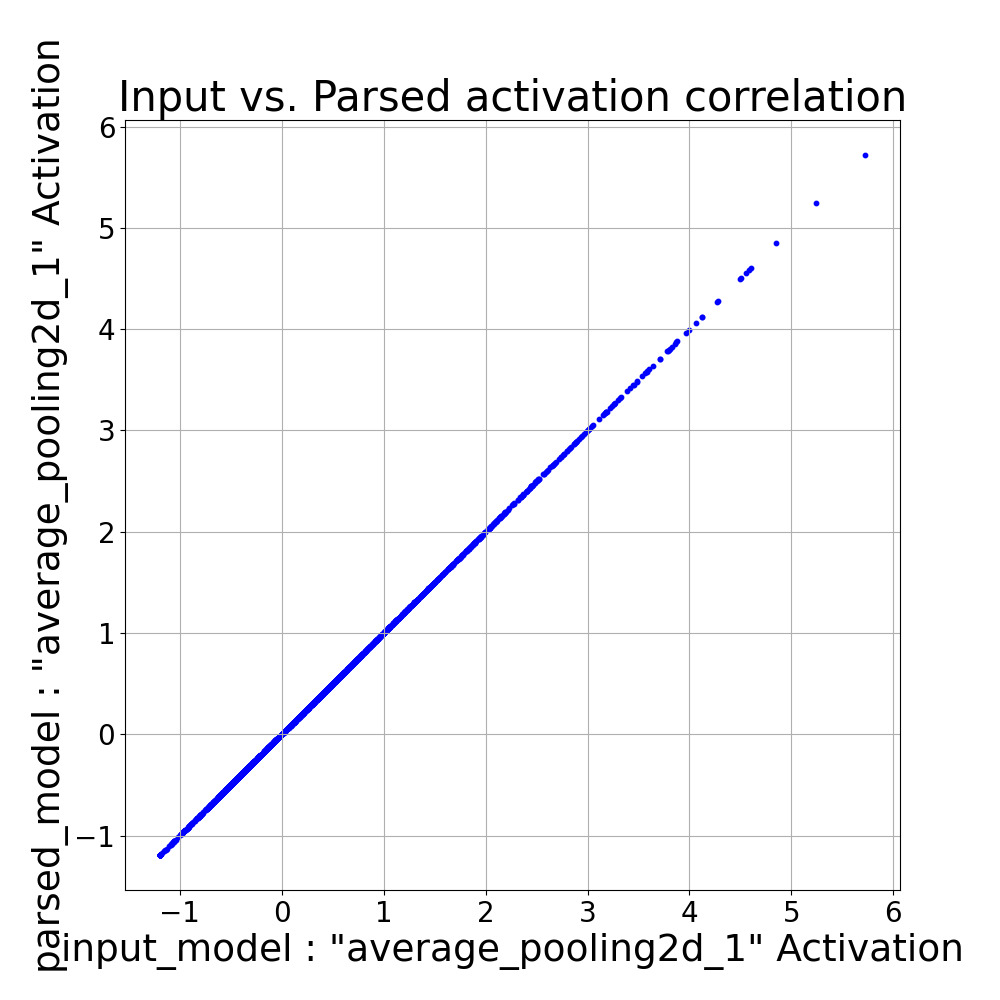 Input vs. Parsed activation correlation
parsed_model : "average_pooling2d_1" Activation
6
5
4
3
2
1
0
−1
−1 0 1 2 3 4 5 6
input_model : "average_pooling2d_1" Activation